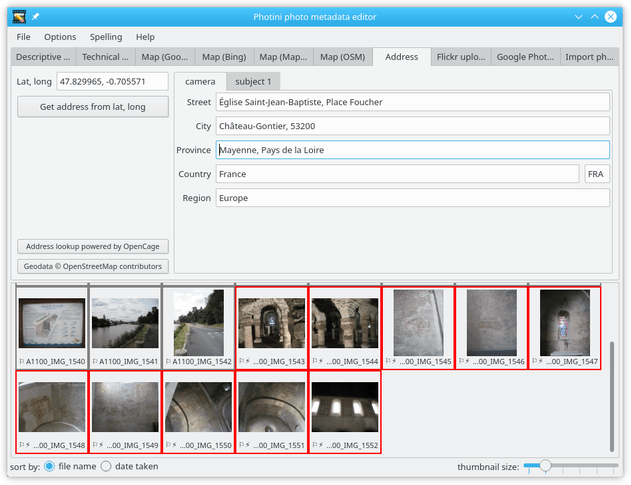 Photini photo metadata editor
File Options Spelling Help
Descriptive ... Technical ... Map (Goo... Map (Bing) Map (Map... Map (OSM) Address Flickr uplo... Google Phot... Import ph...
Lat, long 47.829965, -0.705571
Get address from lat, long
camera subject 1
Street Église Saint-Jean-Baptiste, Place Foucher
City Château-Gontier, 53200
Province Mayenne, Pays de la Loire
Country France FRA
Region Europe
Address lookup powered by OpenCage
Geodata © OpenStreetMap contributors
A1100_IMG_1540 A1100_IMG_1541 A1100_IMG_1542 ...00_IMG_1543 ...00_IMG_1544 ...00_IMG_1545 ...00_IMG_1546 ...00_IMG_1547
...00_IMG_1548 ...00_IMG_1549 ...00_IMG_1550 ...00_IMG_1551 ...00_IMG_1552
sort by: file name date taken thumbnail size: